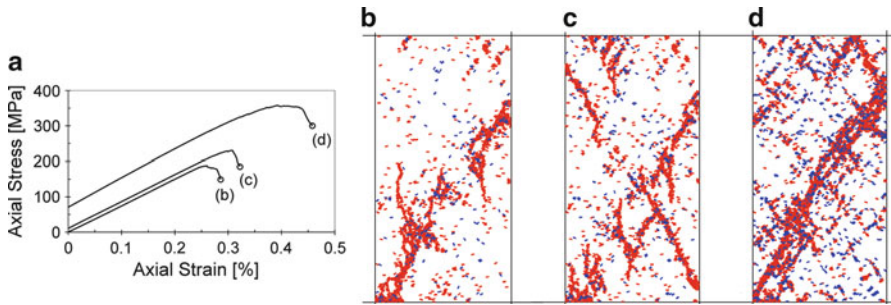 a
Axial Stress [MPa]
400
300
200
100
0
0
0.1
0.2
0.3
0.4
0.5
Axial Strain [%]
(b)
(c)
(d)
b
c
d